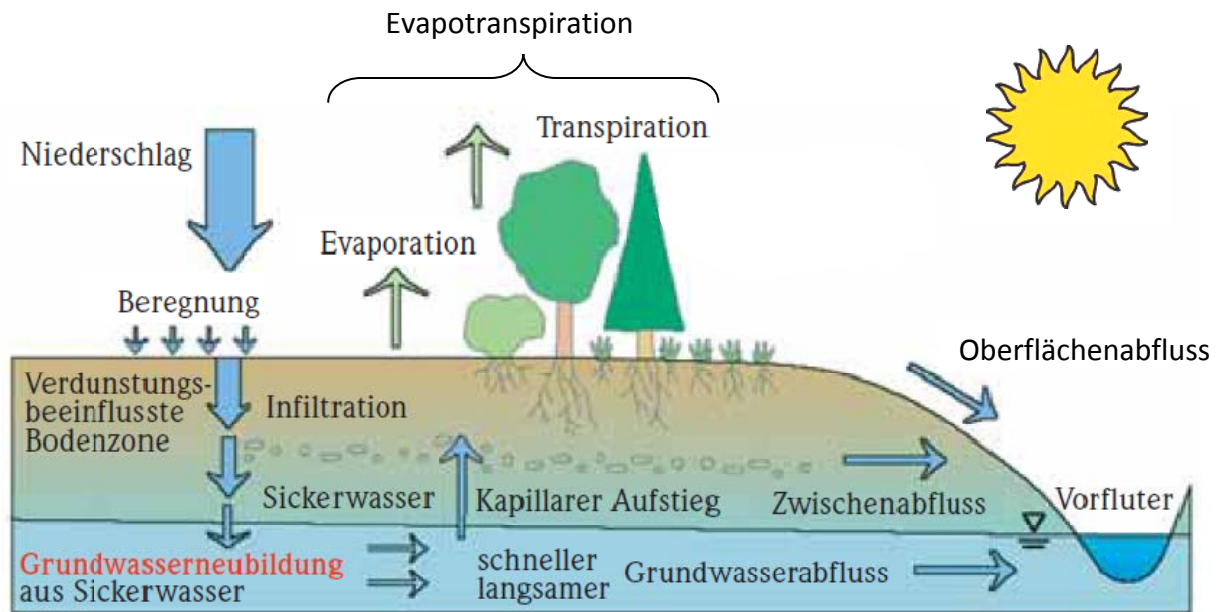 Evapotranspiration
Niederschlag
Transpiration
Evaporation
Beregnung
Oberflächenabfluss
Verdunstungs-
beeinflusste
Bodenzone
Infiltration
Sickerwasser
Kapillarer Aufstieg
Zwischenabfluss
Vorfluter
Grundwasserneubildung
aus Sickerwasser
schneller
langsamer
Grundwasserabfluss